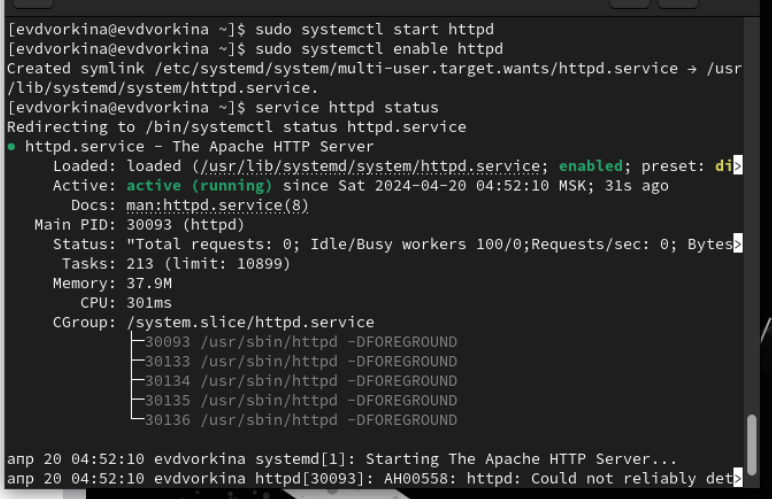 [evdvorkina@evdvorkina ~]$ sudo systemctl start httpd
[evdvorkina@evdvorkina ~]$ sudo systemctl enable httpd
Created symlink /etc/systemd/system/multi-user.target.wants/httpd.service → /usr
/lib/systemd/system/httpd.service.
[evdvorkina@evdvorkina ~]$ service httpd status
Redirecting to /bin/systemctl status httpd.service
● httpd.service - The Apache HTTP Server
Loaded: loaded (/usr/lib/systemd/system/httpd.service; enabled; preset: di>
Active: active (running) since Sat 2024-04-20 04:52:10 MSK; 31s ago
Docs: man:httpd.service(8)
Main PID: 30093 (httpd)
Status: "Total requests: 0; Idle/Busy workers 100/0;Requests/sec: 0; Bytes>
Tasks: 213 (limit: 10899)
Memory: 37.9M
CPU: 301ms
CGroup: /system.slice/httpd.service
├─30093 /usr/sbin/httpd -DFOREGROUND
├─30133 /usr/sbin/httpd -DFOREGROUND
├─30134 /usr/sbin/httpd -DFOREGROUND
├─30135 /usr/sbin/httpd -DFOREGROUND
└─30136 /usr/sbin/httpd -DFOREGROUND
апр 20 04:52:10 evdvorkina systemd[1]: Starting The Apache HTTP Server...
апр 20 04:52:10 evdvorkina httpd[30093]: AH00558: httpd: Could not reliably det>